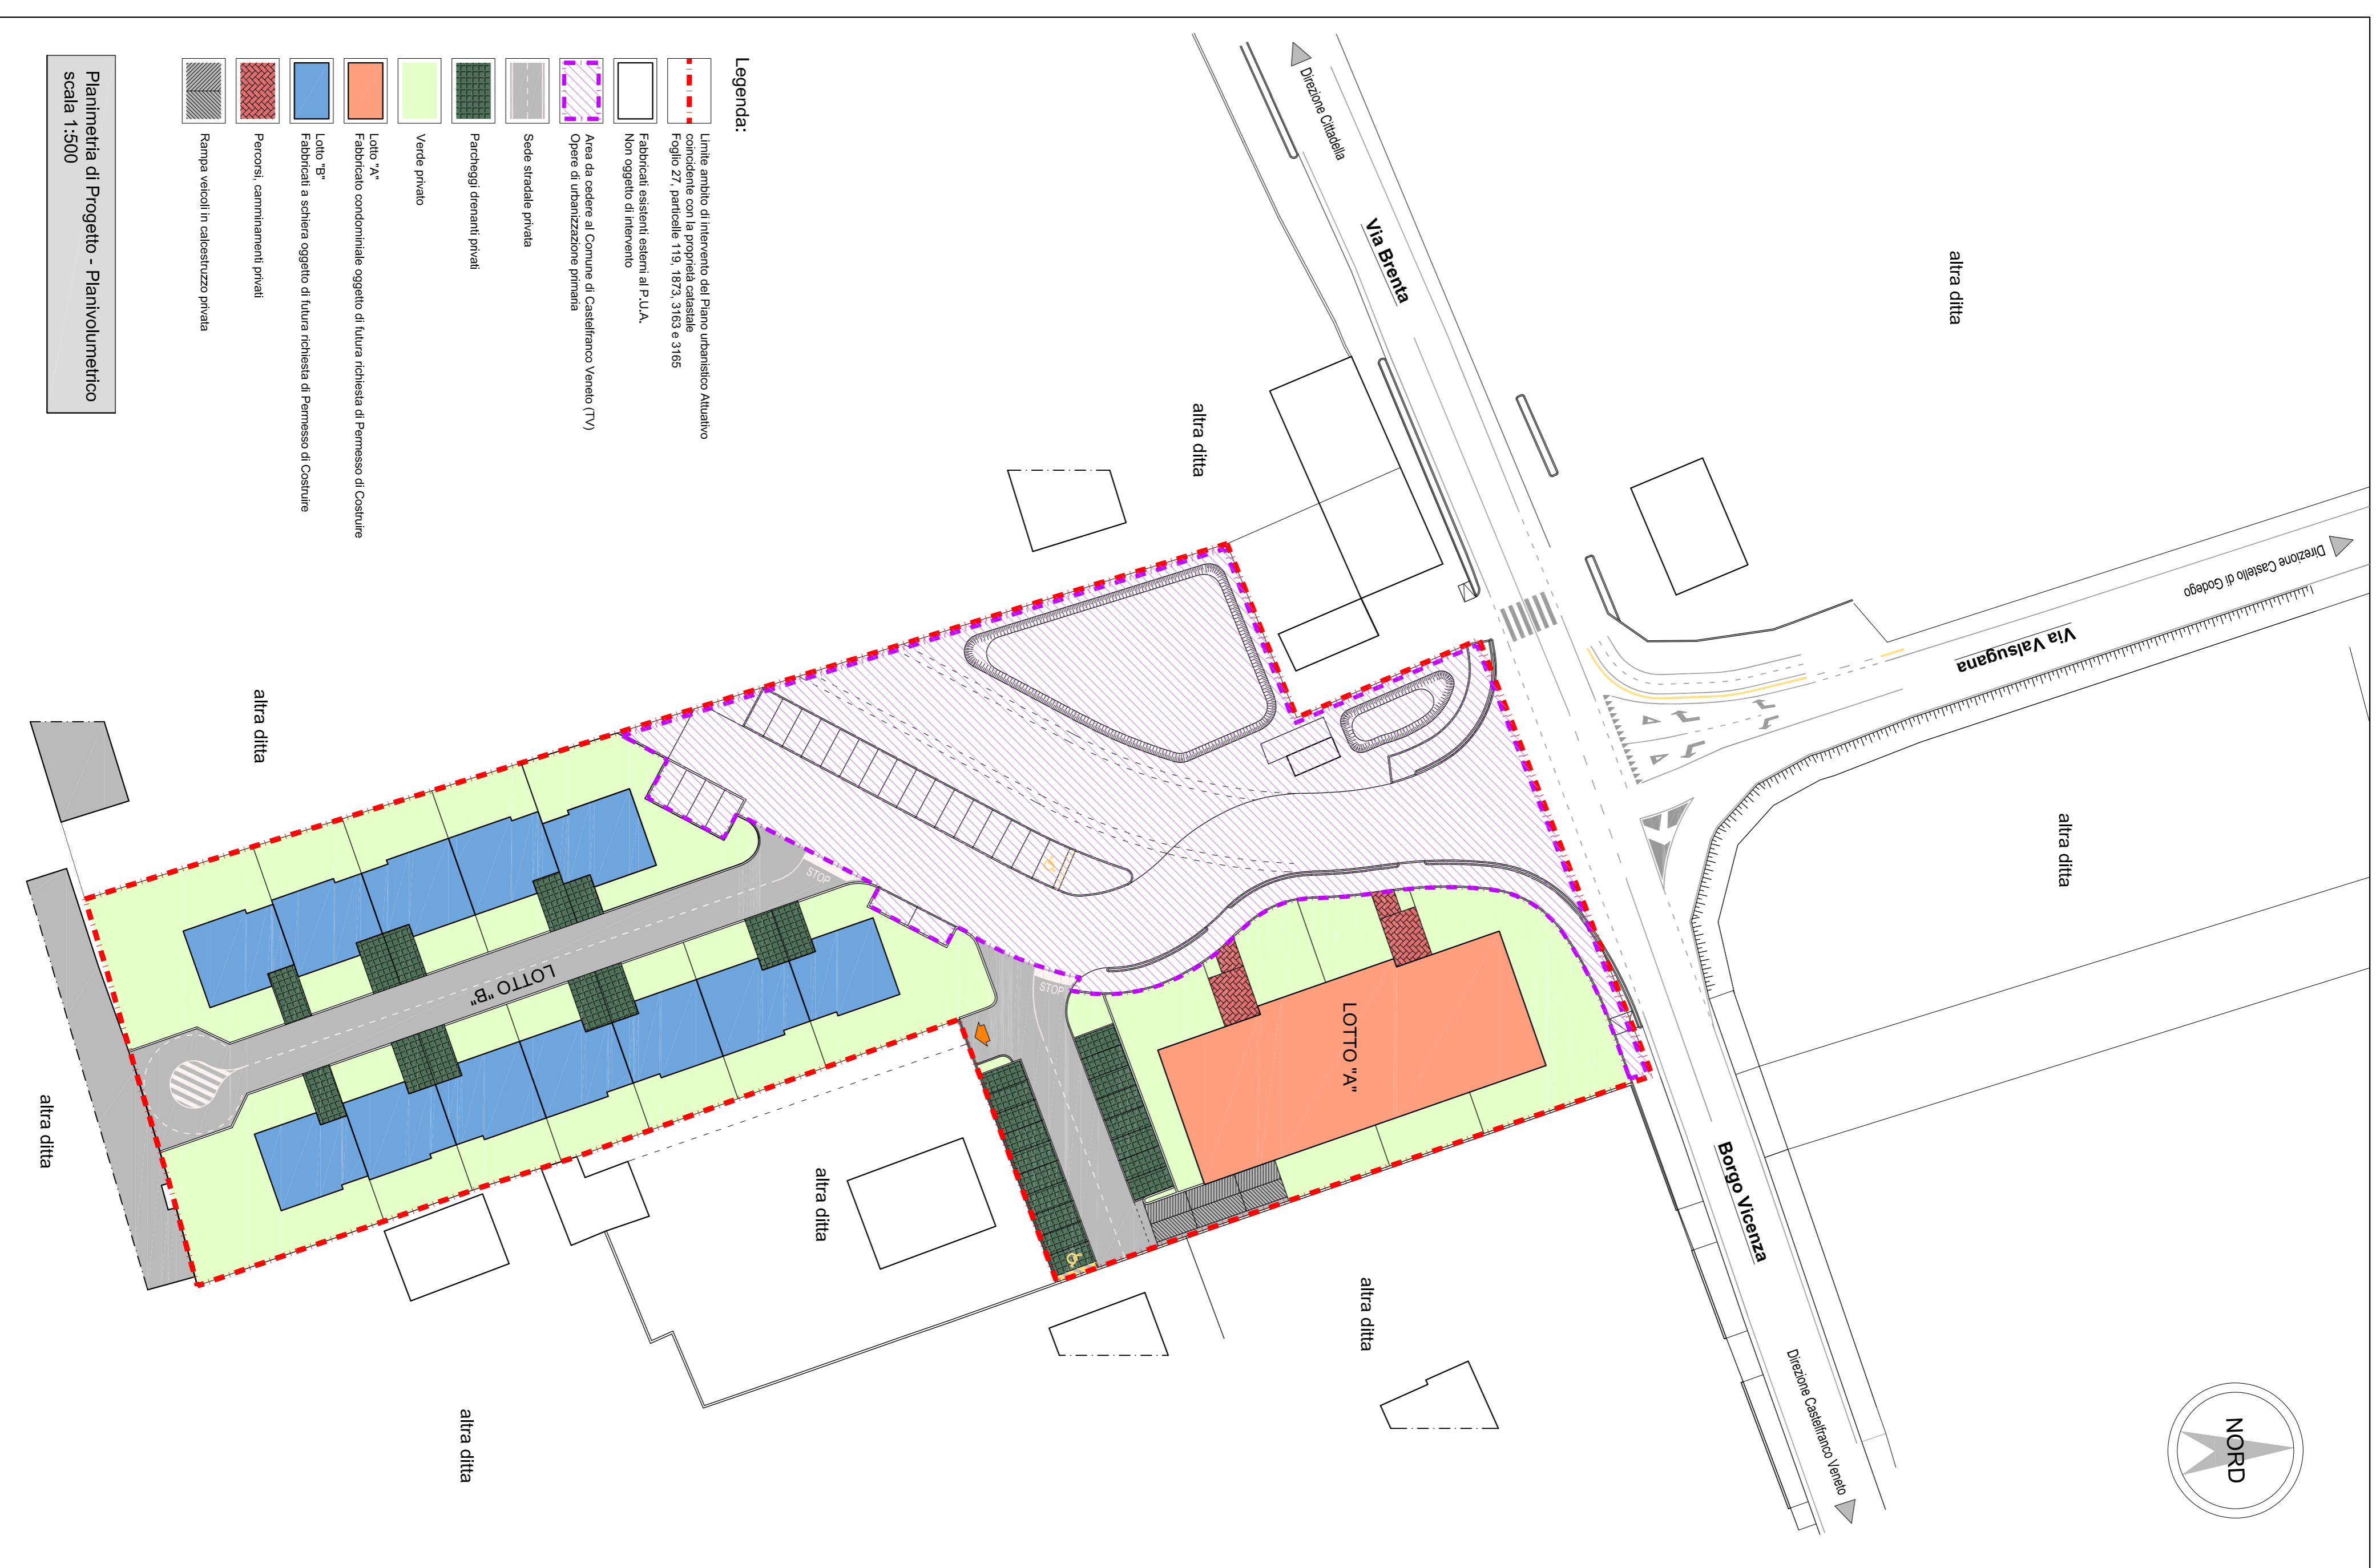 Legenda:
Limite ambito di intervento del Piano urbanistico Attuativo
coincidente con la proprietà catastale
Foglio 27, particelle 119, 1873, 3163 e 3165
Fabbricati esistenti esterni al P.U.A.
Non oggetto di intervento
Area da cedere al Comune di Castelfranco Veneto (TV)
Opere di urbanizzazione primaria
Sede stradale privata
Parcheggi drenanti privati
Verde privato
Lotto "A"
Fabbricato condominiale oggetto di futura richiesta di Permesso di Costruire
Lotto "B"
Fabbricati a schiera oggetto di futura richiesta di Permesso di Costruire
Percorsi, camminamenti privati
Rampa veicoli in calcestruzzo privata
Planimetria di Progetto - Planivolumetrico
scala 1:500
Direzione Cittadella
Via Brenta
altra ditta
altra ditta
Direzione Castello di Godego
Via Valsugana
altra ditta
altra ditta
STOP
LOTTO "B"
STOP
LOTTO "A"
Borgo Vicenza
Direzione Castelfranco Veneto
altra ditta
altra ditta
altra ditta
altra ditta
NORD